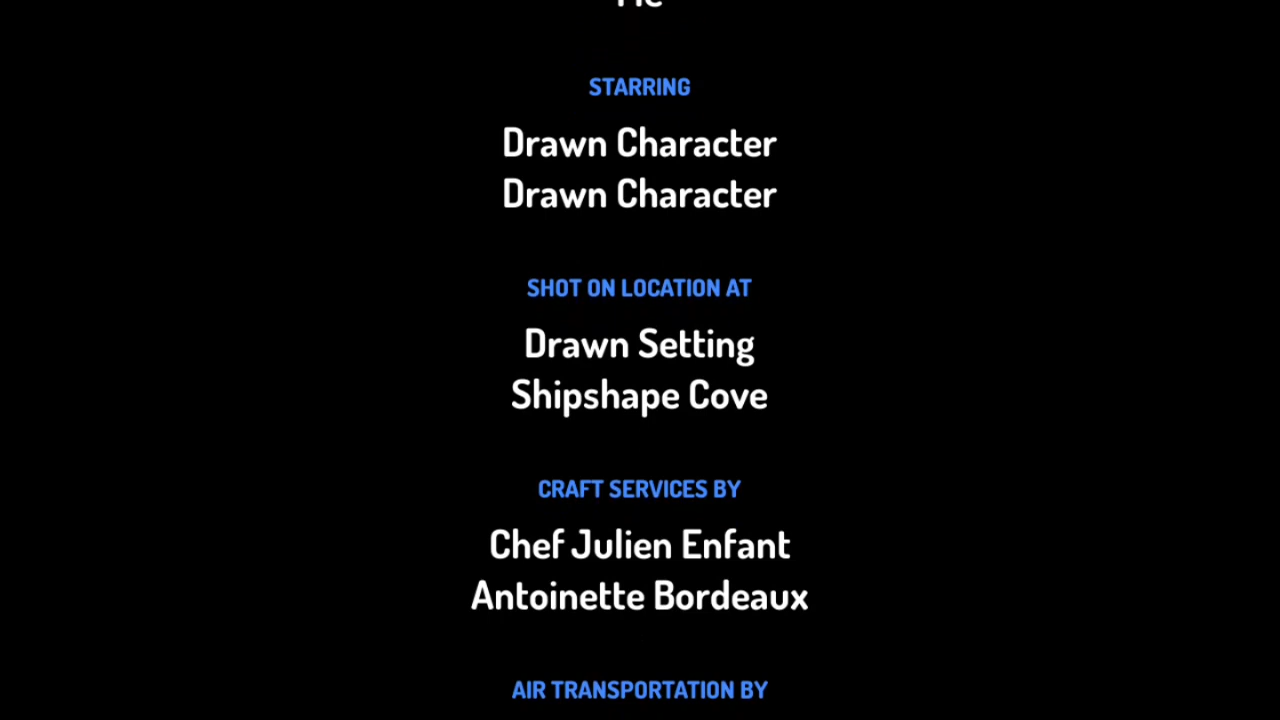 STARRING
Drawn Character
Drawn Character
SHOT ON LOCATION AT
Drawn Setting
Shipshape Cove
CRAFT SERVICES BY
Chef Julien Enfant
Antoinette Bordeaux
AIR TRANSPORTATION BY